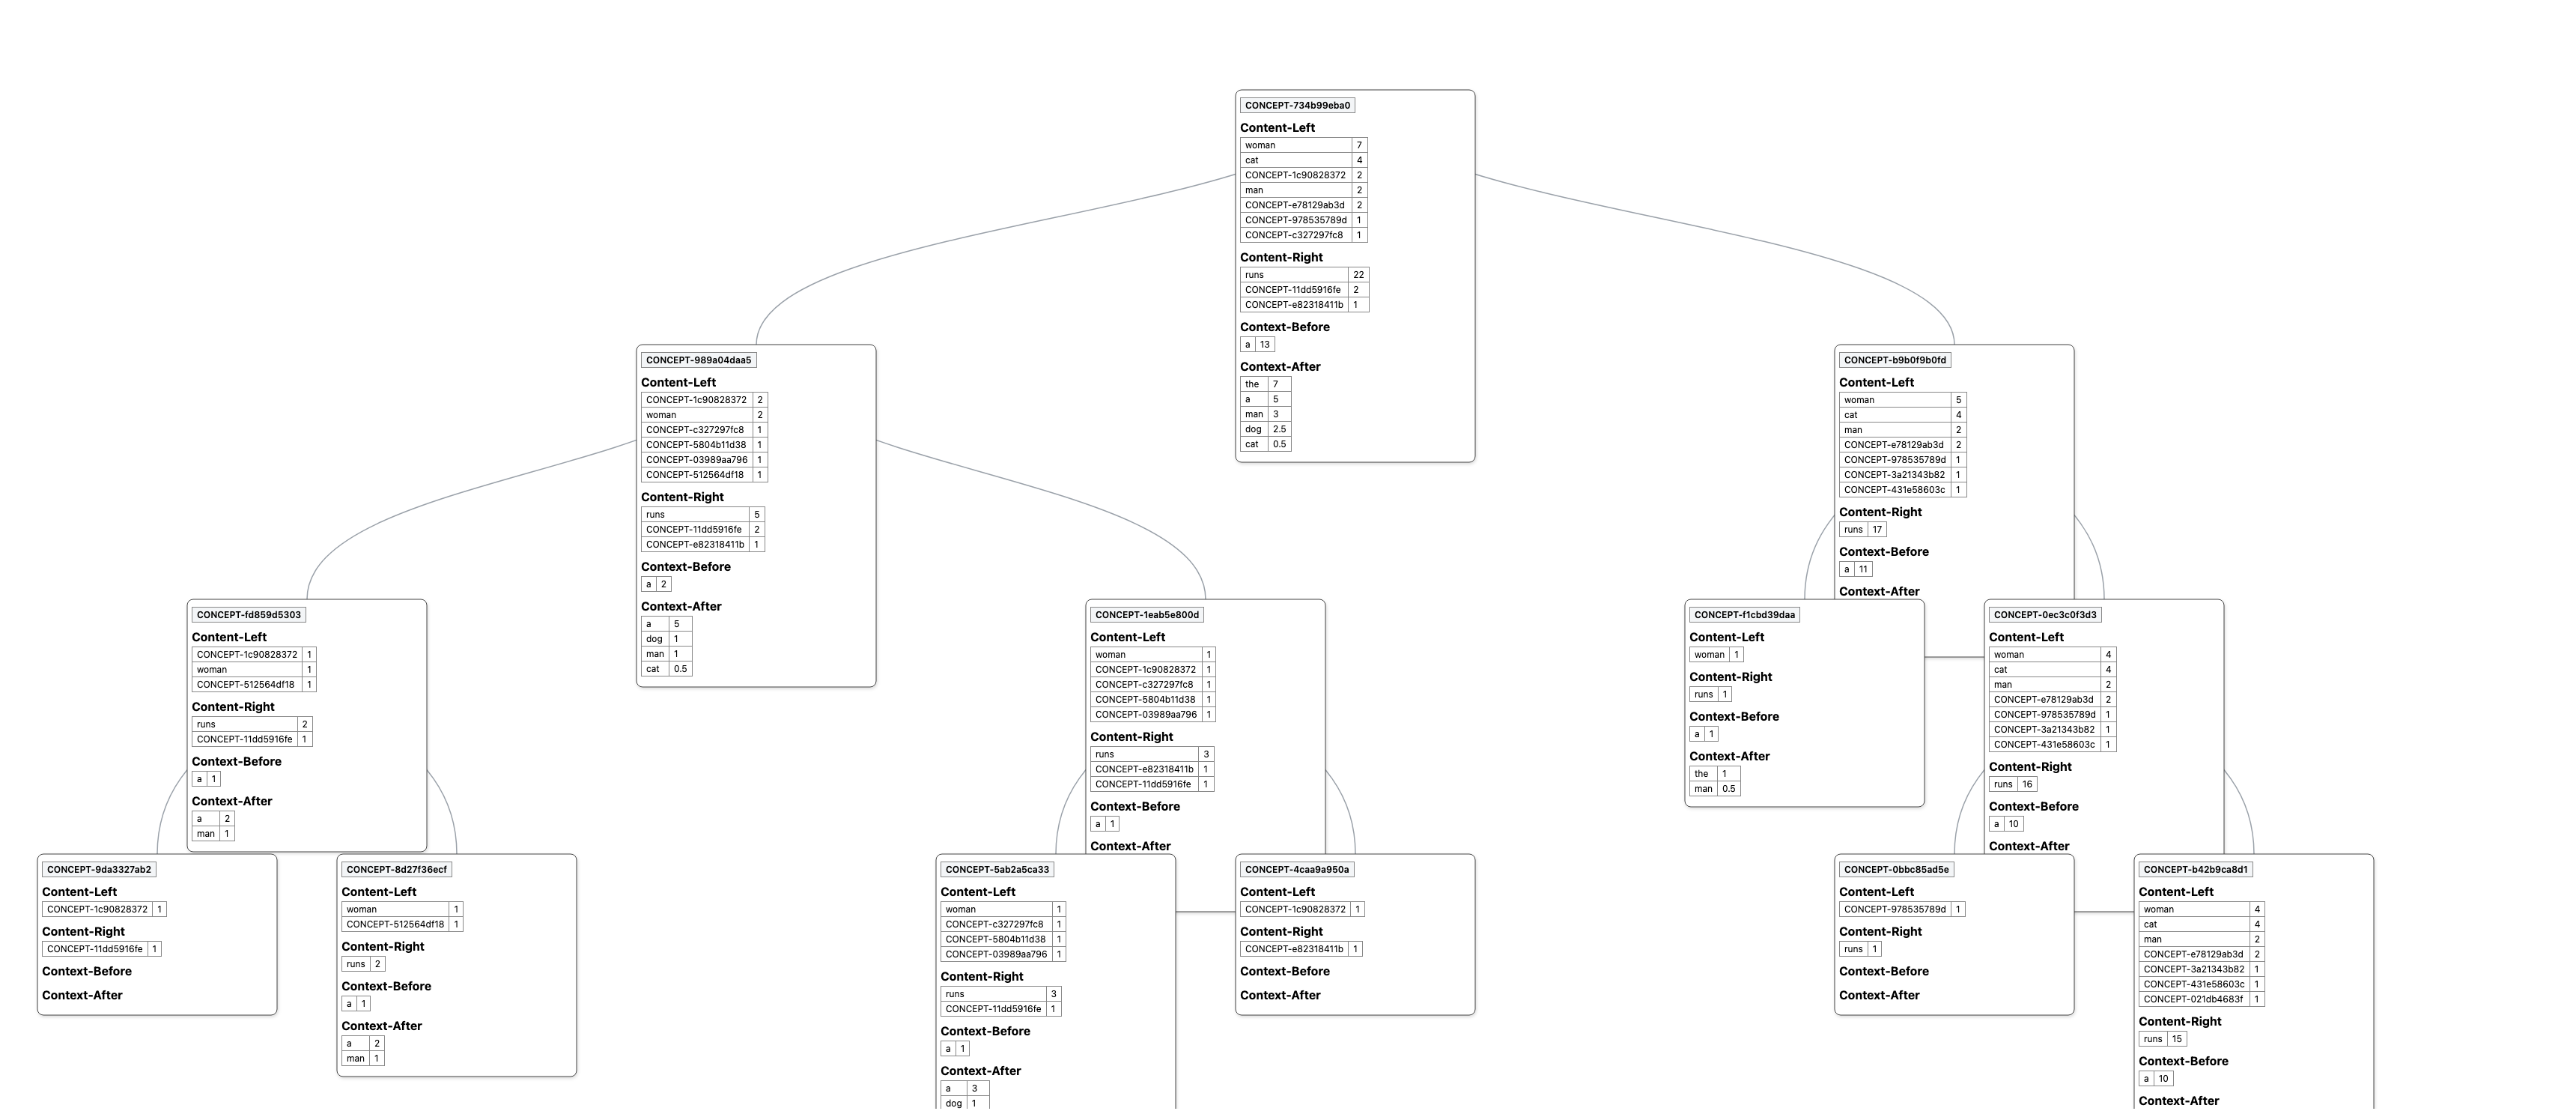 CONCEPT-734b99eba0
Content-Left
woman 7
cat 4
CONCEPT-1c90828372 2
man 2
CONCEPT-e78129ab3d 2
CONCEPT-978535789d 1
CONCEPT-c327297fc8 1
Content-Right
runs 22
CONCEPT-11dd5916fe 2
CONCEPT-e82318411b 1
Context-Before
a 13
Context-After
the 7
a 5
man 3
dog 2.5
cat 0.5
CONCEPT-989a04daa5
Content-Left
CONCEPT-1c90828372 2
woman 2
CONCEPT-c327297fc8 1
CONCEPT-5804b11d38 1
CONCEPT-03989aa796 1
CONCEPT-512564df18 1
Content-Right
runs 5
CONCEPT-11dd5916fe 2
CONCEPT-e82318411b 1
Context-Before
a 2
Context-After
a 5
dog 1
man 1
cat 0.5
CONCEPT-b9b0f9b0fd
Content-Left
woman 5
cat 4
man 2
CONCEPT-e78129ab3d 2
CONCEPT-978535789d 1
CONCEPT-3a21343b82 1
CONCEPT-431e58603c 1
Content-Right
runs 17
Context-Before
a 11
Context-After
CONCEPT-fd859d5303
Content-Left
CONCEPT-1c90828372 1
woman 1
CONCEPT-512564df18 1
Content-Right
runs 2
CONCEPT-11dd5916fe 1
Context-Before
a 1
Context-After
a 2
man 1
CONCEPT-1eab5e800d
Content-Left
woman 1
CONCEPT-1c90828372 1
CONCEPT-c327297fc8 1
CONCEPT-5804b11d38 1
CONCEPT-03989aa796 1
Content-Right
runs 3
CONCEPT-e82318411b 1
CONCEPT-11dd5916fe 1
Context-Before
a 1
Context-After
CONCEPT-f1cbd39daa
Content-Left
woman 1
Content-Right
runs 1
Context-Before
a 1
Context-After
the 1
man 0.5
CONCEPT-0ec3c0f3d3
Content-Left
woman 4
cat 4
man 2
CONCEPT-e78129ab3d 2
CONCEPT-978535789d 1
CONCEPT-3a21343b82 1
CONCEPT-431e58603c 1
Content-Right
runs 16
Context-Before
a 10
Context-After
CONCEPT-9da3327ab2
Content-Left
CONCEPT-1c90828372 1
Content-Right
CONCEPT-11dd5916fe 1
Context-Before
Context-After
CONCEPT-8d27f36ecf
Content-Left
woman 1
CONCEPT-512564df18 1
Content-Right
runs 2
Context-Before
a 1
Context-After
a 2
man 1
CONCEPT-5ab2a5ca33
Content-Left
woman 1
CONCEPT-c327297fc8 1
CONCEPT-5804b11d38 1
CONCEPT-03989aa796 1
Content-Right
runs 3
CONCEPT-11dd5916fe 1
Context-Before
a 1
Context-After
a 3
dog 1
CONCEPT-4caa9a950a
Content-Left
CONCEPT-1c90828372 1
Content-Right
CONCEPT-e82318411b 1
Context-Before
Context-After
CONCEPT-0bbc85ad5e
Content-Left
CONCEPT-978535789d 1
Content-Right
runs 1
Context-Before
Context-After
CONCEPT-b42b9ca8d1
Content-Left
woman 4
cat 4
man 2
CONCEPT-e78129ab3d 2
CONCEPT-3a21343b82 1
CONCEPT-431e58603c 1
CONCEPT-021db4683f 1
Content-Right
runs 15
Context-Before
a 10
Context-After